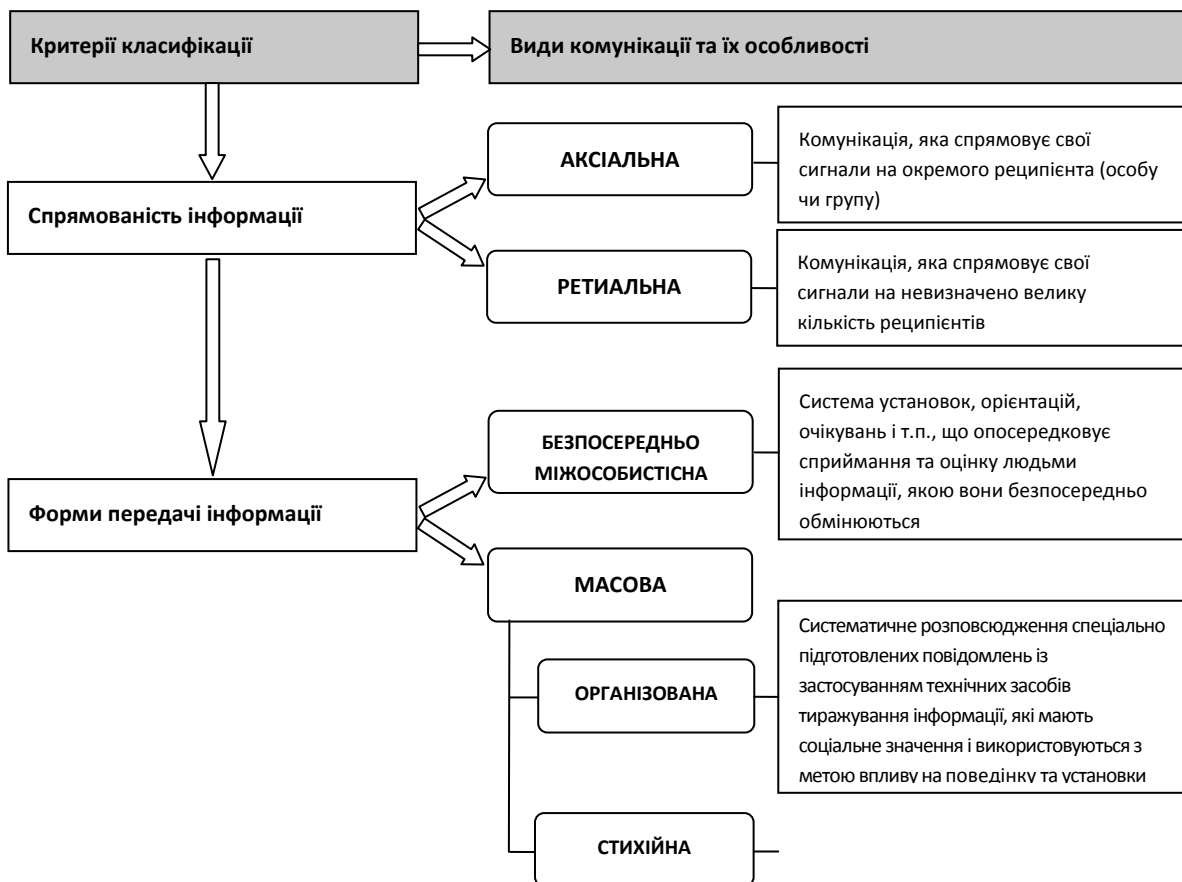 Критерії класифікації
Види комунікації та їх особливості
Спрямованість інформації
АКСІАЛЬНА
Комунікація, яка спрямовує свої
сигнали на окремого реципієнта (особу
чи групу)
РЕТИАЛЬНА
Комунікація, яка спрямовує свої
сигнали на невизначено велику
кількість реципієнтів
Форми передачі інформації
БЕЗПОСЕРЕДНЬО
МІЖОСОБИСТІСНА
Система установок, орієнтацій,
очікувань і т.п., що опосередковує
сприймання та оцінку людьми
інформації, якою вони безпосередньо
обмінюються
МАСОВА
ОРГАНІЗОВАНА
Систематичне розповсюдження спеціально
підготовлених повідомлень із
застосуванням технічних засобів
тиражування інформації, які мають
соціальне значення і використовуються з
метою впливу на поведінку та установки
СТИХІЙНА